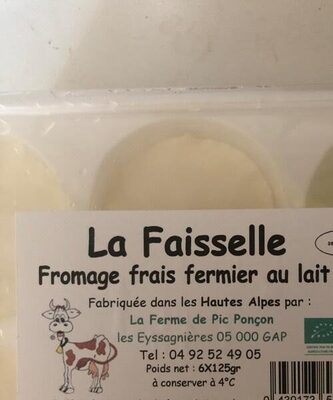 La Faisselle
Fromage frais fermier au lait
Fabriquée dans les Hautes Alpes par :
La Ferme de Pic Ponçon
les Eyssagnières 05 000 GAP
Tel : 04 92 52 49 05
Poids net : 6X125gr
à conserver à 4°C